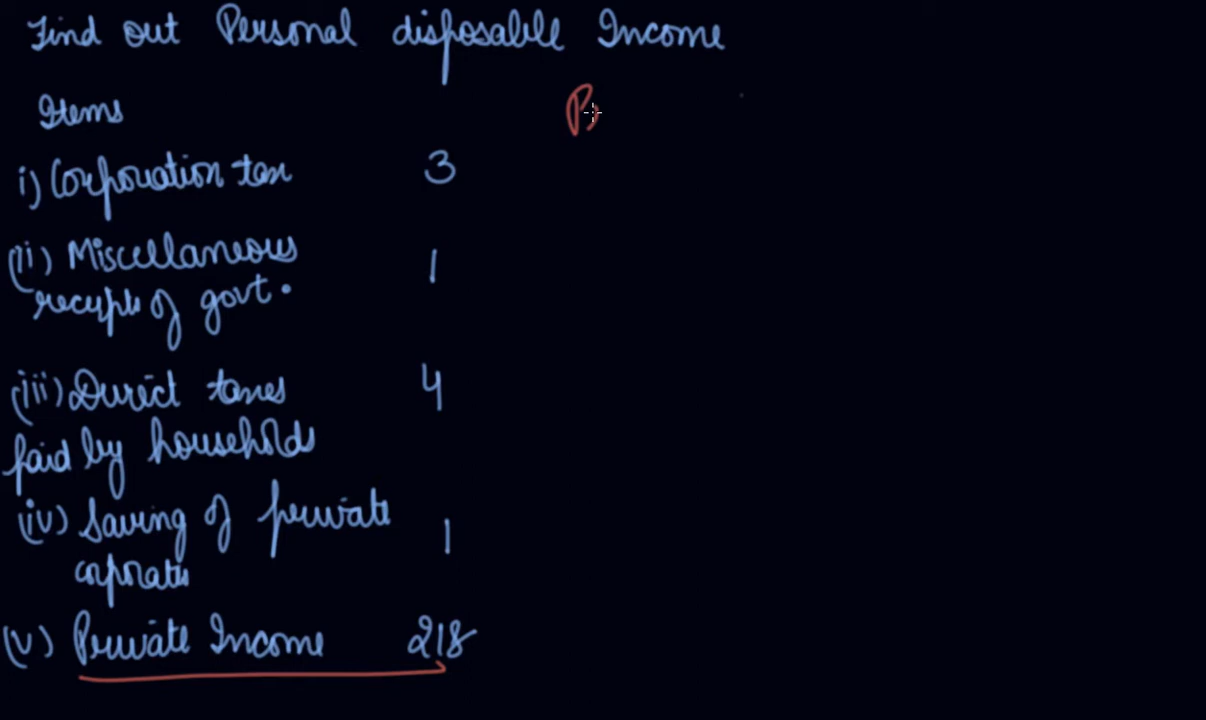 Find out Personal disposable Income
Items
P
i) Corporation tax 3
(ii) Miscellaneous 1
receipts of govt.
(iii) Direct taxes 4
paid by households
(iv) Saving of private 1
corporates
(v) Private Income 218